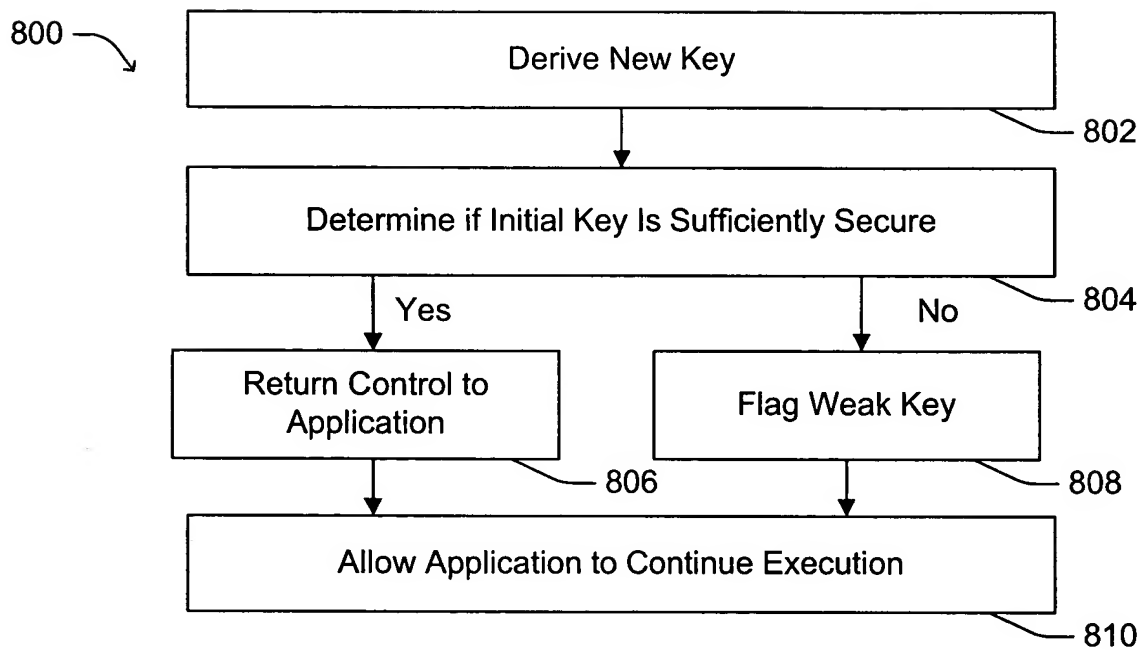 800
Derive New Key
802
Determine if Initial Key Is Sufficiently Secure
804
Yes
No
Return Control to
Application
806
Flag Weak Key
808
Allow Application to Continue Execution
810